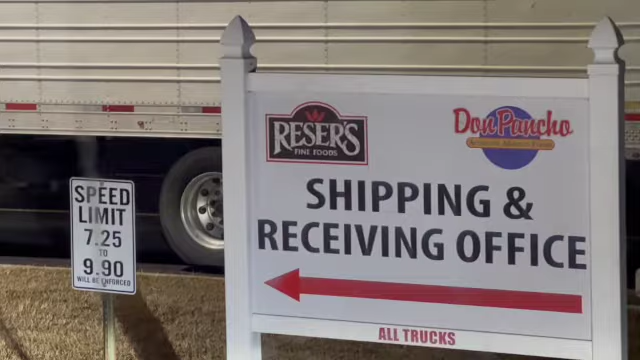 SPEED
LIMIT
7.25
TO
9.90
WILL BE ENFORCED
RESER'S
FINE FOODS
Don Pancho
SHIPPING &
RECEIVING OFFICE
ALL TRUCKS